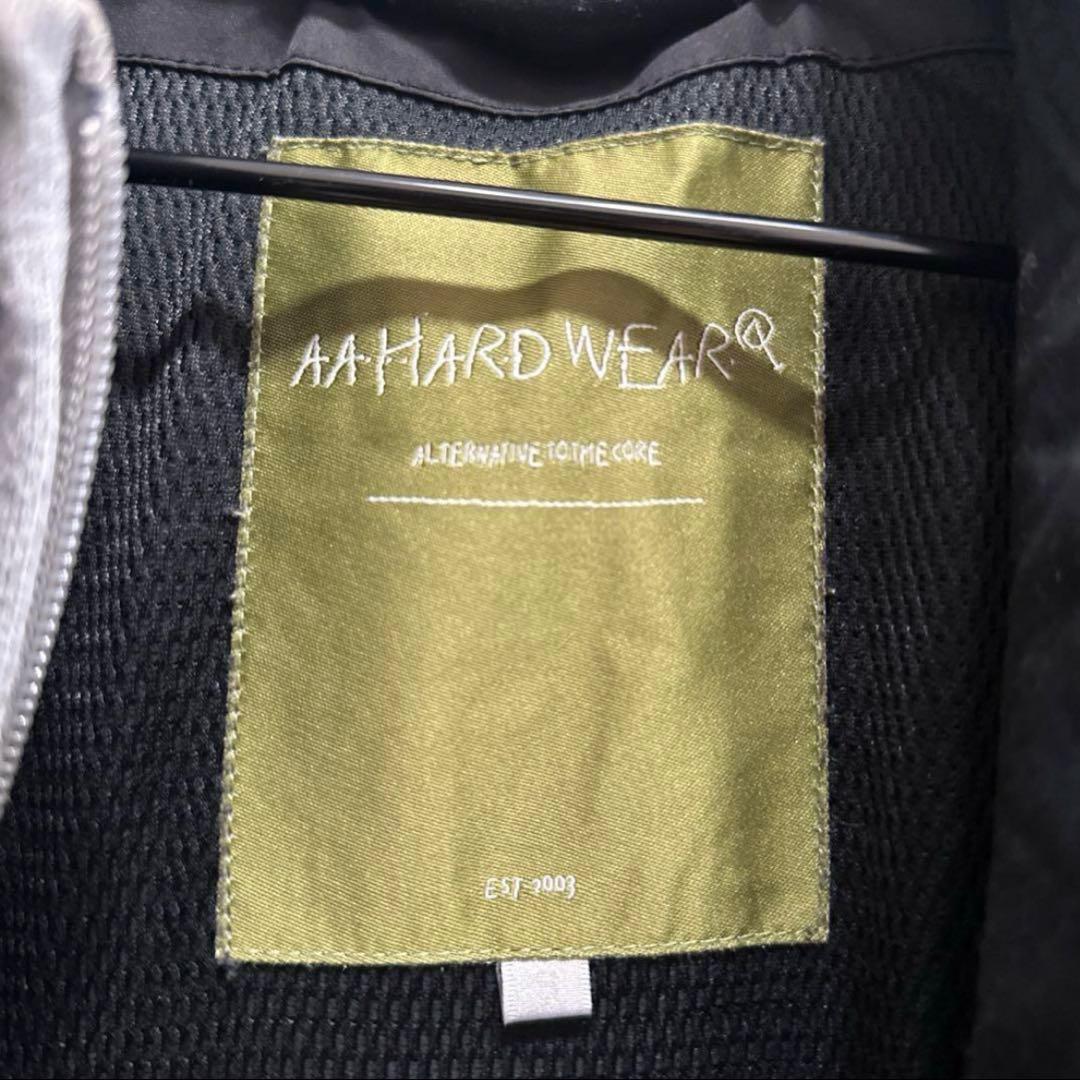 AA·HARD WEAR·Ⓐ
ALTERNATIVE TO THE CORE
EST 2003